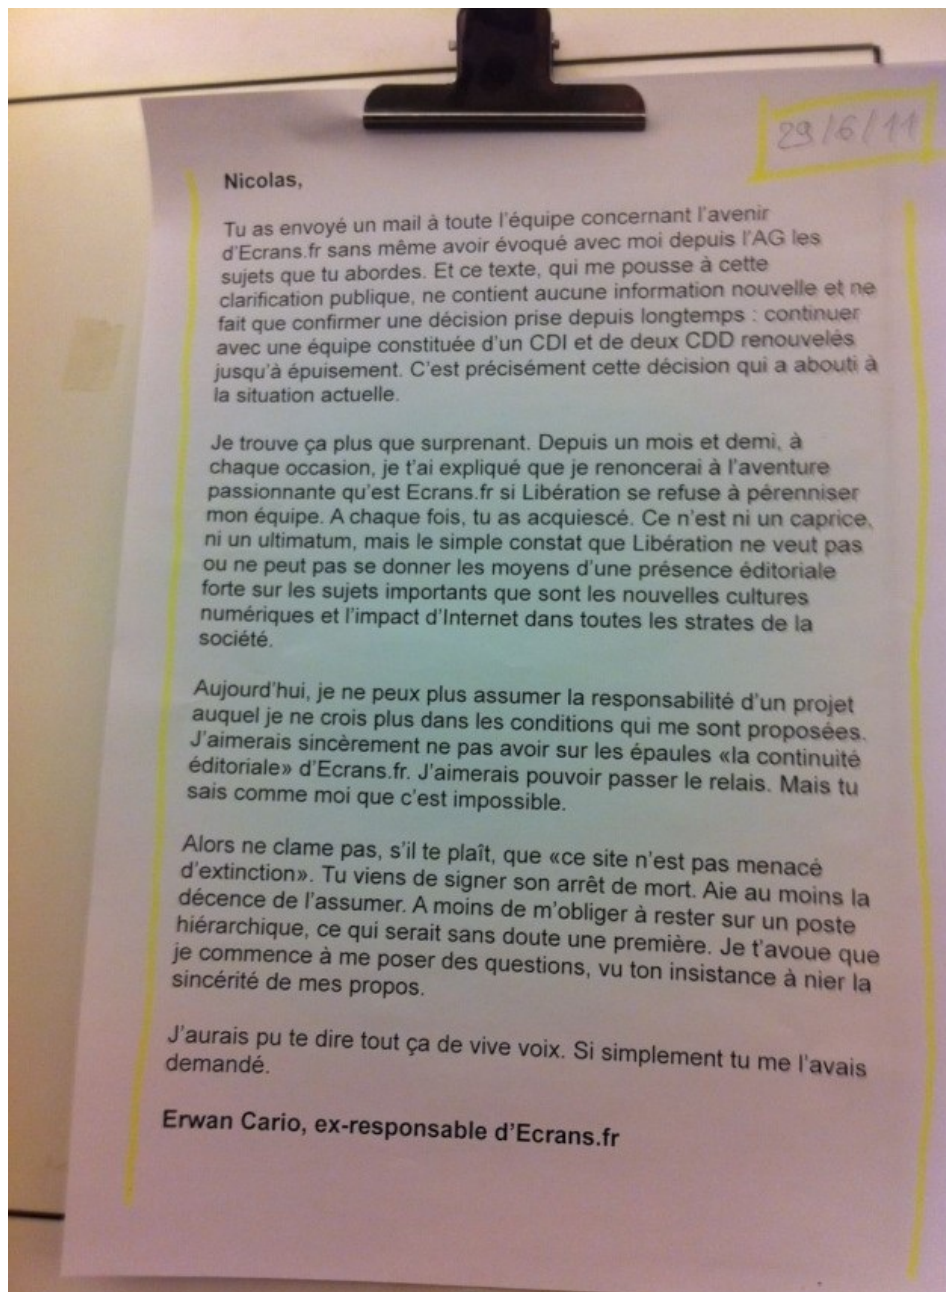 29/6/11
Nicolas,
Tu as envoyé un mail à toute l'équipe concernant l'avenir
d'Ecrans.fr sans même avoir évoqué avec moi depuis l'AG les
sujets que tu abordes. Et ce texte, qui me pousse à cette
clarification publique, ne contient aucune information nouvelle et ne
fait que confirmer une décision prise depuis longtemps : continuer
avec une équipe constituée d'un CDI et de deux CDD renouvelés
jusqu'à épuisement. C'est précisément cette décision qui a abouti à
la situation actuelle.
Je trouve ça plus que surprenant. Depuis un mois et demi, à
chaque occasion, je t'ai expliqué que je renoncerai à l'aventure
passionnante qu'est Ecrans.fr si Libération se refuse à pérenniser
mon équipe. A chaque fois, tu as acquiescé. Ce n'est ni un caprice,
ni un ultimatum, mais le simple constat que Libération ne veut pas
ou ne peut pas se donner les moyens d'une présence éditoriale
forte sur les sujets importants que sont les nouvelles cultures
numériques et l'impact d'Internet dans toutes les strates de la
société.
Aujourd'hui, je ne peux plus assumer la responsabilité d'un projet
auquel je ne crois plus dans les conditions qui me sont proposées.
J'aimerais sincèrement ne pas avoir sur les épaules «la continuité
éditoriale» d'Ecrans.fr. J'aimerais pouvoir passer le relais. Mais tu
sais comme moi que c'est impossible.
Alors ne clame pas, s'il te plaît, que «ce site n'est pas menacé
d'extinction». Tu viens de signer son arrêt de mort. Aie au moins la
décence de l'assumer. A moins de m'obliger à rester sur un poste
hiérarchique, ce qui serait sans doute une première. Je t'avoue que
je commence à me poser des questions, vu ton insistance à nier la
sincérité de mes propos.
J'aurais pu te dire tout ça de vive voix. Si simplement tu me l'avais
demandé.
Erwan Cario, ex-responsable d'Ecrans.fr